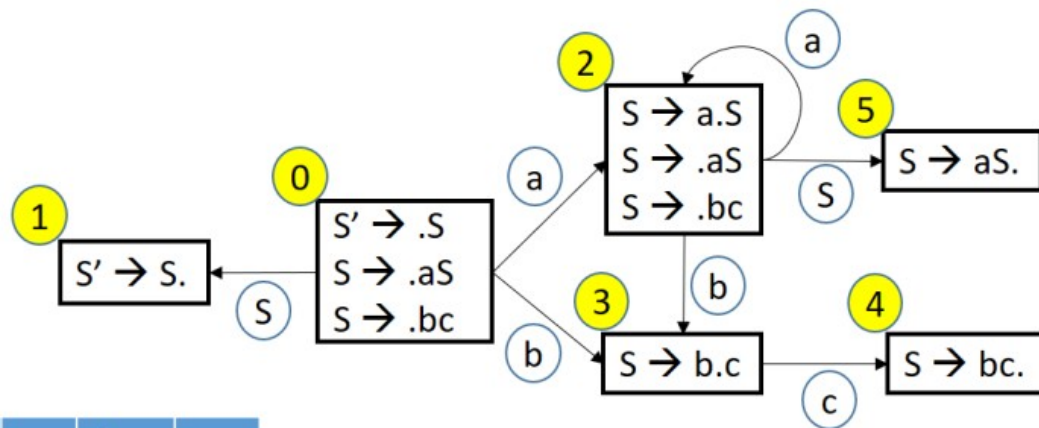 a
2
S → a.S
S → .aS
S → .bc
5
S → aS.
a
S
0
1
S' → .S
S → .aS
S → .bc
S' → S.
S
b
b
3
S → b.c
4
S → bc.
c